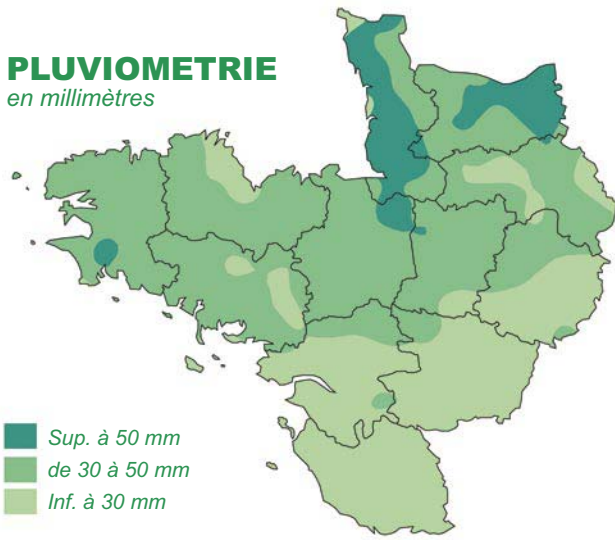 PLUVIOMETRIE
en millimètres
Sup. à 50 mm
de 30 à 50 mm
Inf. à 30 mm